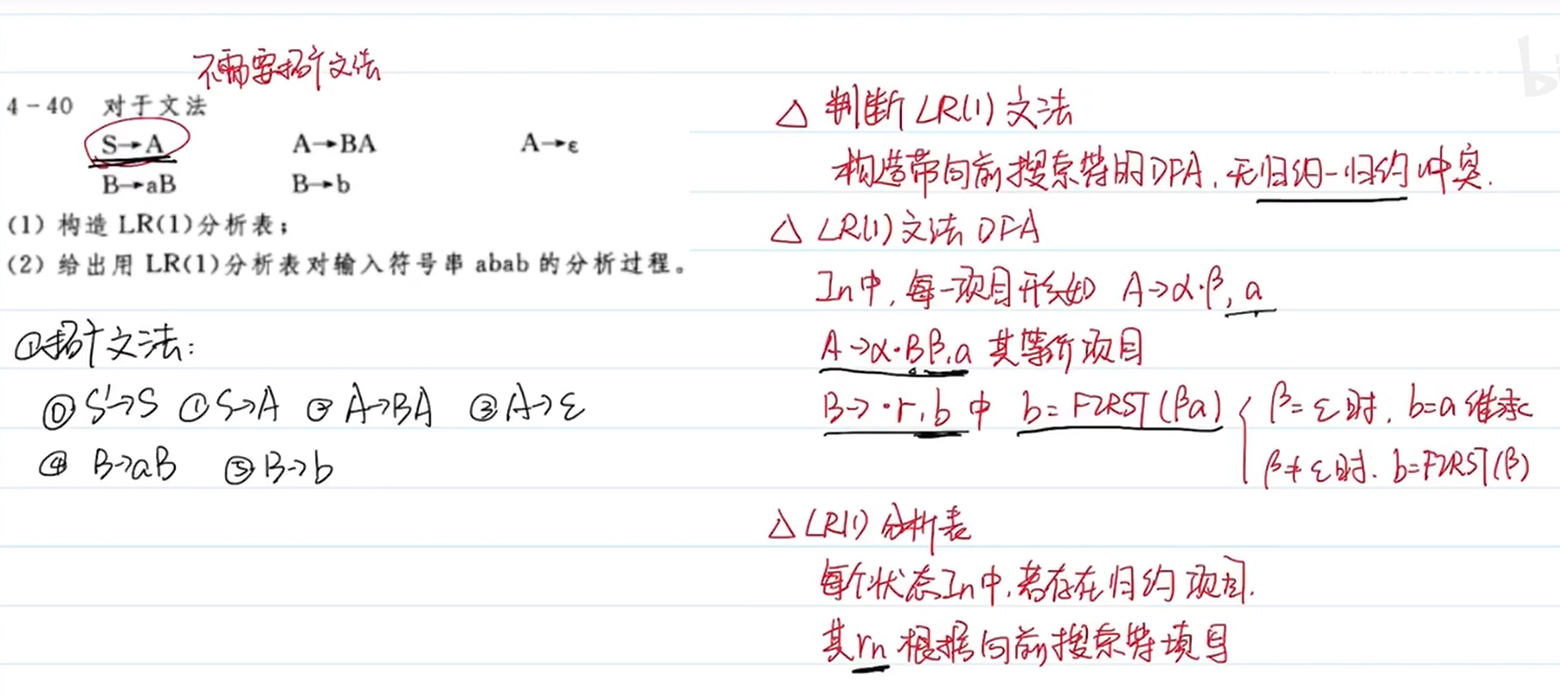 不需要拓广文法
4-40 对于文法
S→A A→BA A→ε
B→aB B→b
(1) 构造 LR(1)分析表;
(2) 给出用 LR(1)分析表对输入符号串 abab 的分析过程。
①拓广文法:
⓪ S'→S ① S→A ② A→BA ③ A→ε
④ B→aB ⑤ B→b
△ 判断 LR(1) 文法
构造带向前搜索符的DFA, 无归约-归约冲突.
△ LR(1)文法 DFA
In中, 每一项目形如 A→α·β, a
A→α·Bβ,a 其等价项目
B→·r,b 中 b=FIRST(βa) { β=ε时, b=a 继承
β≠ε时. b=FIRST(β)
△ LR(1) 分析表
每个状态In中,若存在归约项目.
其rn 根据向前搜索符填写
b